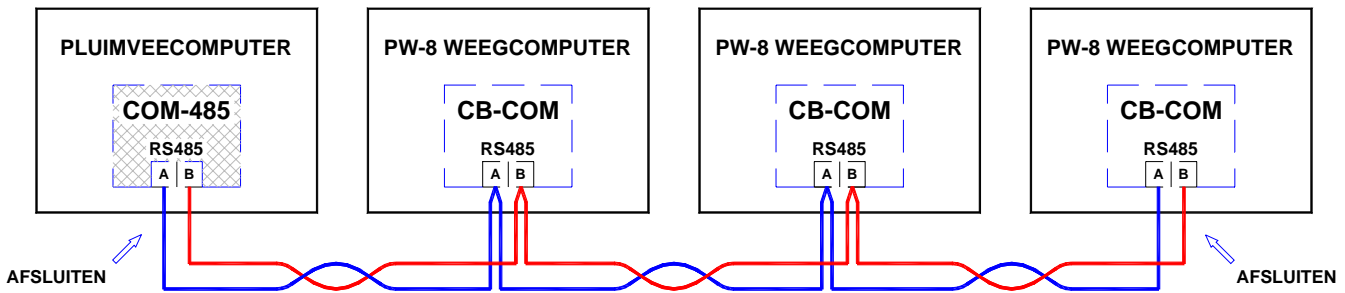 PLUIMVEECOMPUTER
COM-485
RS485
A B
PW-8 WEEGCOMPUTER
CB-COM
RS485
A B
PW-8 WEEGCOMPUTER
CB-COM
RS485
A B
PW-8 WEEGCOMPUTER
CB-COM
RS485
A B
AFSLUITEN
AFSLUITEN